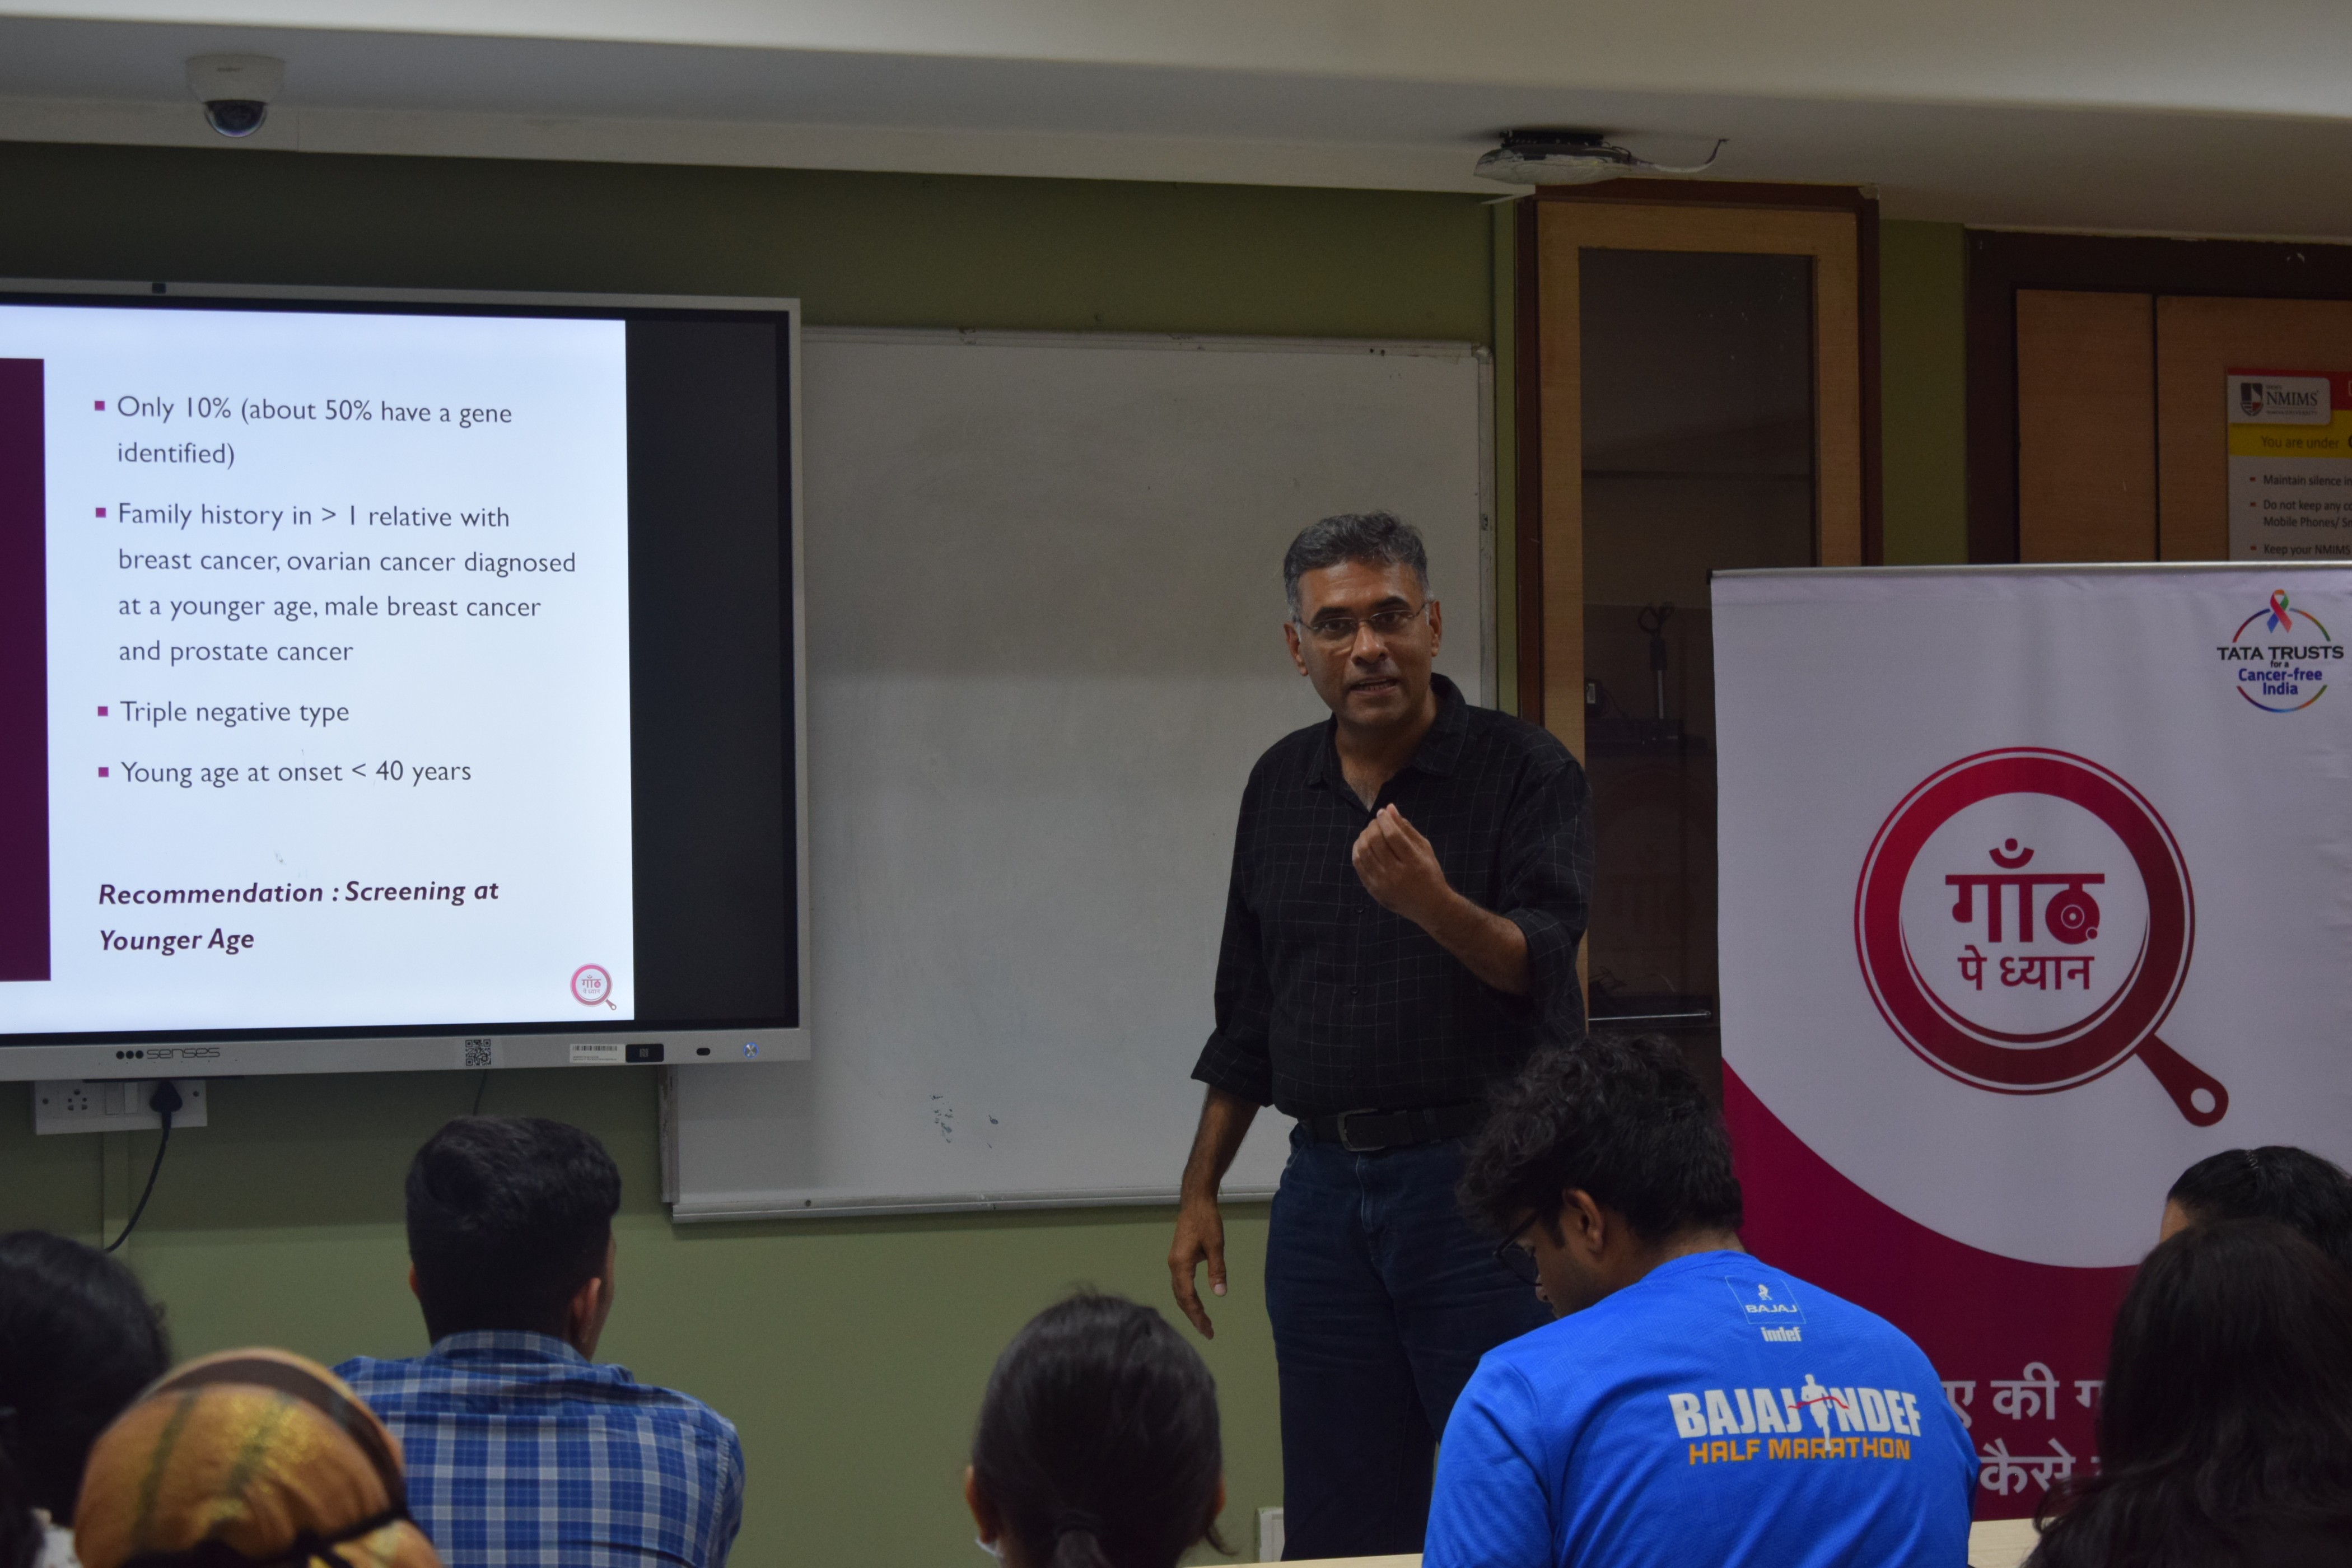 Only 10% (about 50% have a gene
identified)
Family history in > 1 relative with
breast cancer, ovarian cancer diagnosed
at a younger age, male breast cancer
and prostate cancer
Triple negative type
Young age at onset < 40 years
Recommendation : Screening at
Younger Age
गाँठ
पे ध्यान
senses
NMIMS
You are under
Maintain silence in
Do not keep any
Mobile Phones/
Keep your NMIMS
TATA TRUSTS
for a
Cancer-free
India
गाँठ
पे ध्यान
की
कैसे
BAJAJ
indef
BAJAJ INDEF
HALF MARATHON